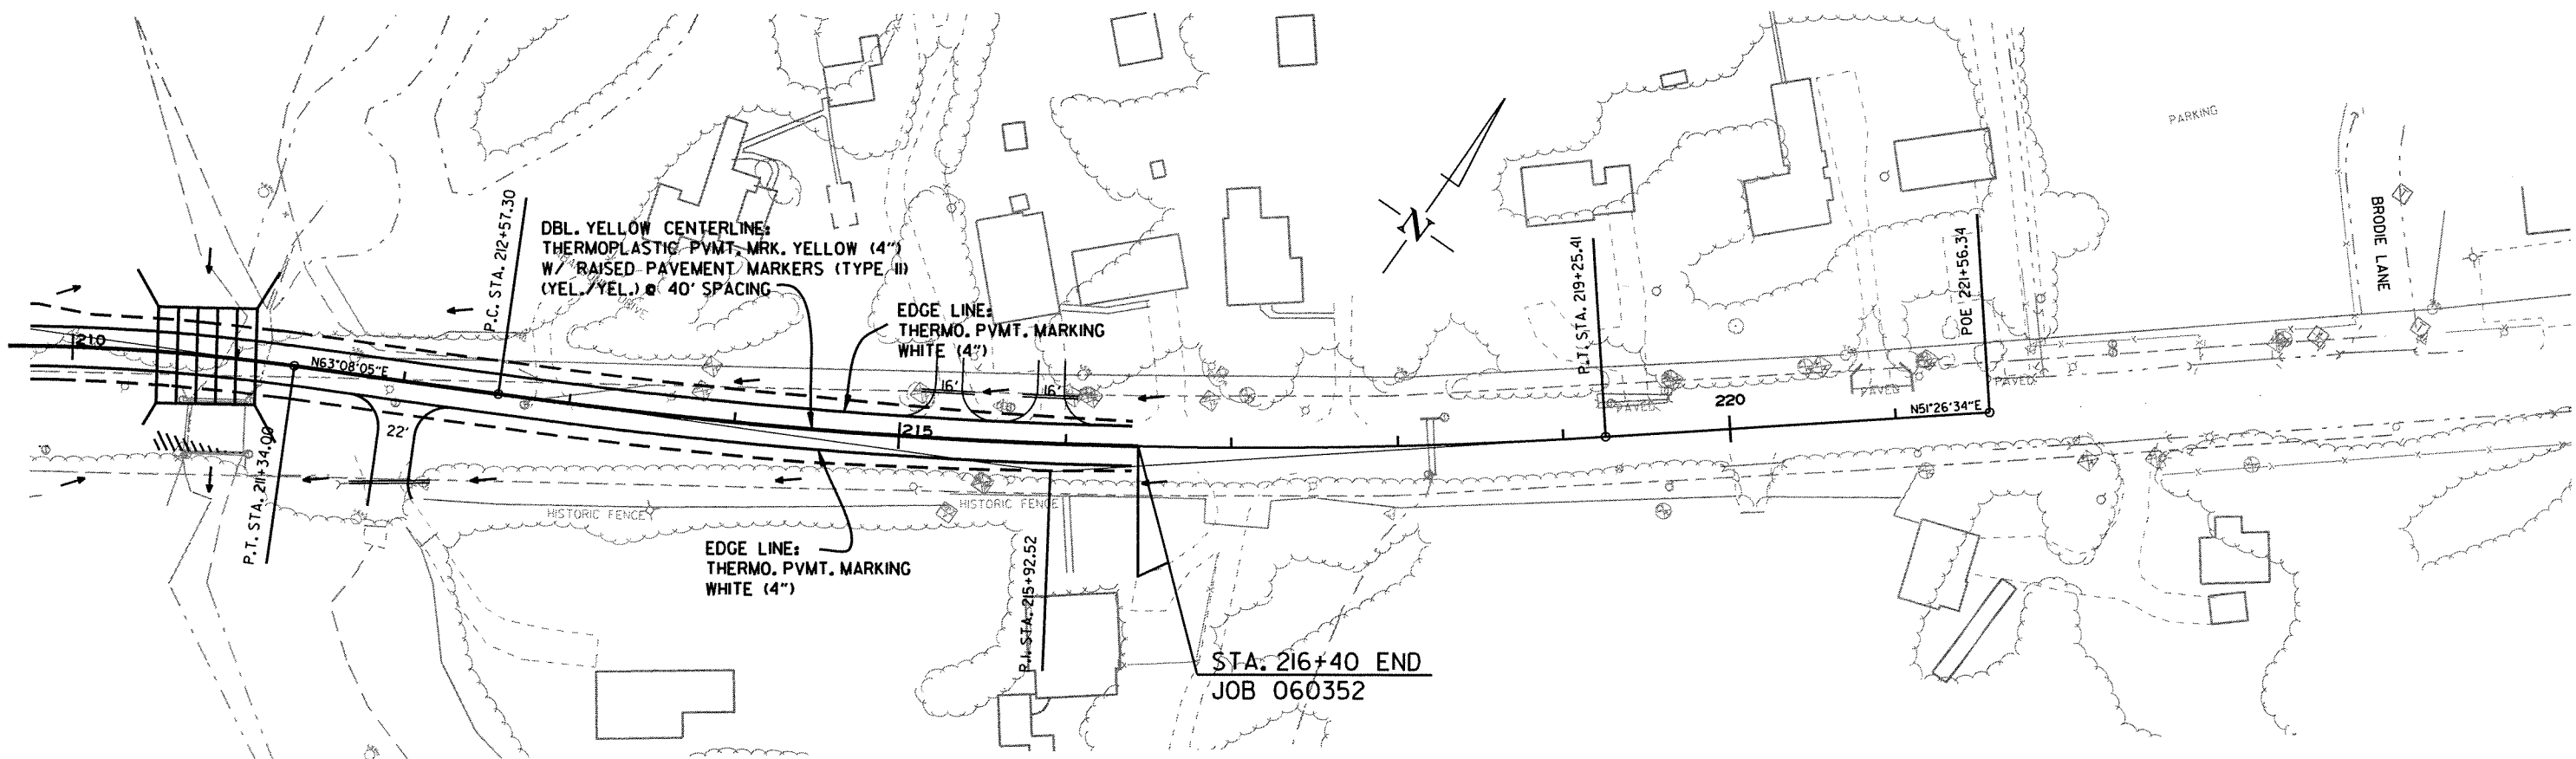 PARKING
BRODIE LANE
N
P.C. STA. 212+57.30
DBL. YELLOW CENTERLINE:
THERMOPLASTIC PVMT. MRK. YELLOW (4")
W/ RAISED PAVEMENT MARKERS (TYPE II)
(YEL./YEL.) @ 40' SPACING
EDGE LINE:
THERMO. PVMT. MARKING
WHITE (4")
P.T. STA. 219+25.41
POE 221+56.34
210
N63°08'05"E
16'
16'
PAVED
PAVED
PAVED
220
N51°26'34"E
22'
215
P.T. STA. 211+34.00
HISTORIC FENCE
HISTORIC FENCE
EDGE LINE:
THERMO. PVMT. MARKING
WHITE (4")
P.I. STA. 215+92.52
STA. 216+40 END
JOB 060352